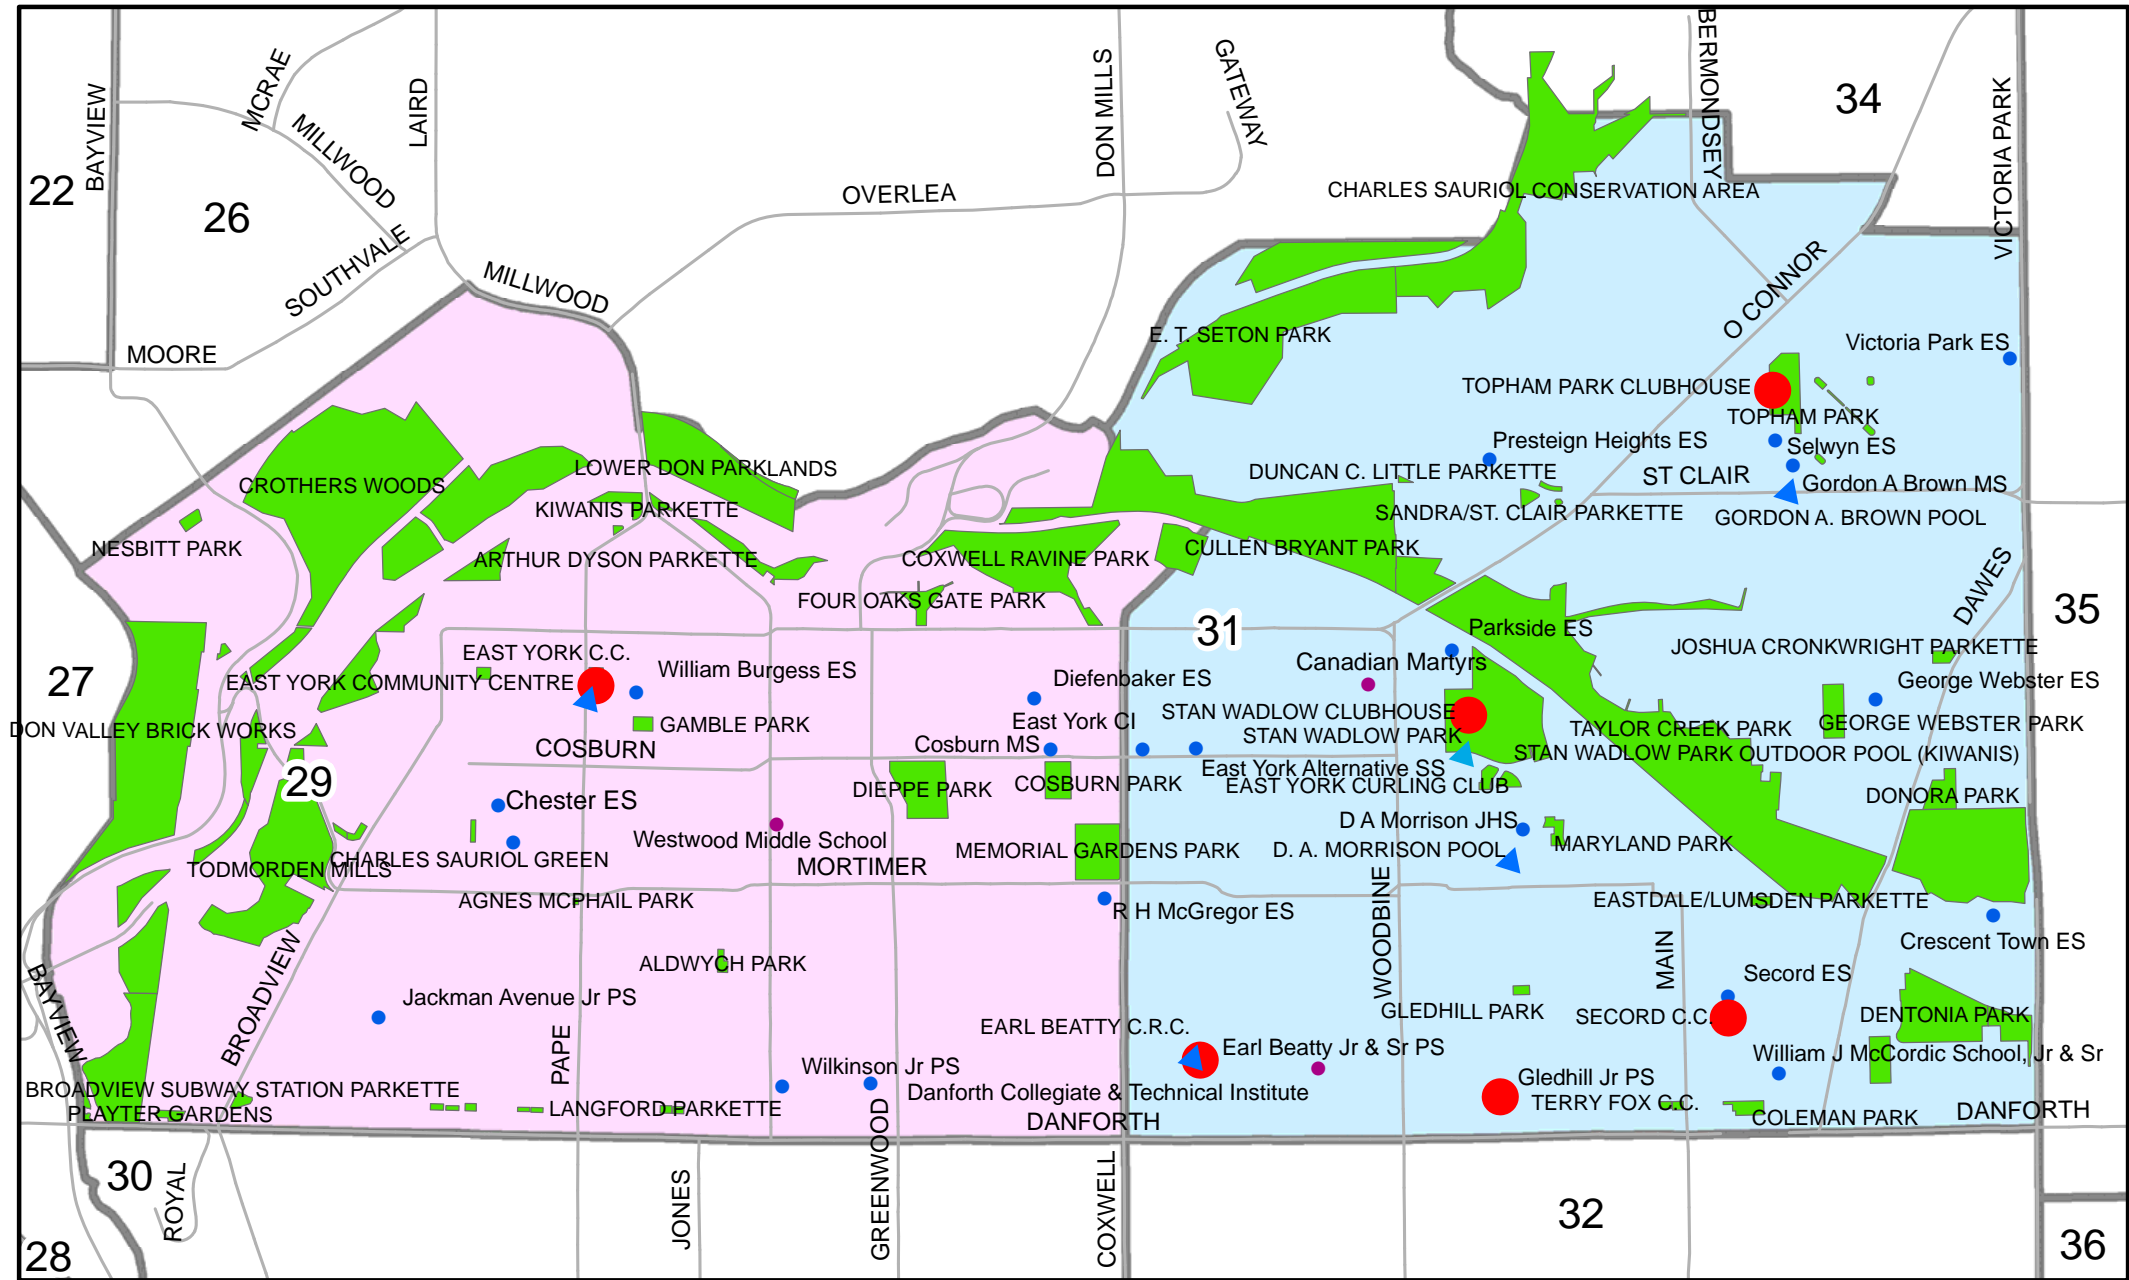 BERMONDSEY
MCRAE
LAIRD
DON MILLS
GATEWAY
34
BAYVIEW
VICTORIA PARK
22
MILLWOOD
26
OVERLEA
CHARLES SAURIOL CONSERVATION AREA
SOUTHVALE
MILLWOOD
O CONNOR
MOORE
E. T. SETON PARK
Victoria Park ES
TOPHAM PARK CLUBHOUSE
TOPHAM PARK
Presteign Heights ES
Selwyn ES
LOWER DON PARKLANDS
DUNCAN C. LITTLE PARKETTE
ST CLAIR
CROTHERS WOODS
Gordon A Brown MS
KIWANIS PARKETTE
SANDRA/ST. CLAIR PARKETTE
GORDON A. BROWN POOL
NESBITT PARK
ARTHUR DYSON PARKETTE
COXWELL RAVINE PARK
CULLEN BRYANT PARK
DAWES
FOUR OAKS GATE PARK
31
35
Parkside ES
JOSHUA CRONKWRIGHT PARKETTE
EAST YORK C.C.
William Burgess ES
Canadian Martyrs
27
EAST YORK COMMUNITY CENTRE
Diefenbaker ES
George Webster ES
STAN WADLOW CLUBHOUSE
East York CI
GAMBLE PARK
DON VALLEY BRICK WORKS
TAYLOR CREEK PARK
GEORGE WEBSTER PARK
STAN WADLOW PARK
COSBURN
Cosburn MS
STAN WADLOW PARK OUTDOOR POOL (KIWANIS)
East York Alternative SS
29
DIEPPE PARK
COSBURN PARK
EAST YORK CURLING CLUB
DONORA PARK
Chester ES
D A Morrison JHS
Westwood Middle School
MARYLAND PARK
MEMORIAL GARDENS PARK
D. A. MORRISON POOL
CHARLES SAURIOL GREEN
TODMORDEN MILLS
MORTIMER
AGNES MCPHAIL PARK
EASTDALE/LUMSDEN PARKETTE
R H McGregor ES
WOODBINE
Crescent Town ES
MAIN
ALDWYCH PARK
Secord ES
BAYVIEW
BROADVIEW
Jackman Avenue Jr PS
GLEDHILL PARK
SECORD C.C.
DENTONIA PARK
EARL BEATTY C.R.C.
PAPE
Earl Beatty Jr & Sr PS
William J McCordic School, Jr & Sr
Wilkinson Jr PS
Gledhill Jr PS
BROADVIEW SUBWAY STATION PARKETTE
Danforth Collegiate & Technical Institute
TERRY FOX C.C.
PLAYTER GARDENS
LANGFORD PARKETTE
COLEMAN PARK
DANFORTH
DANFORTH
30
ROYAL
JONES
GREENWOOD
COXWELL
32
28
36